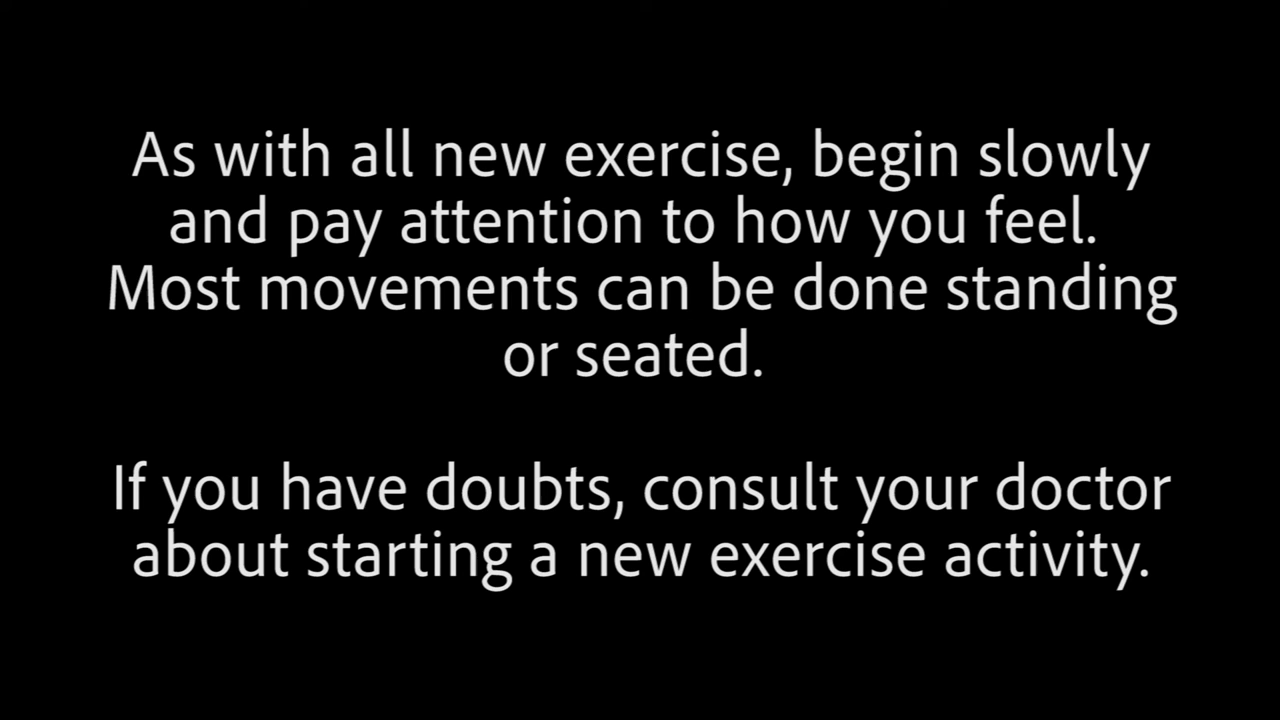 As with all new exercise, begin slowly
and pay attention to how you feel.
Most movements can be done standing
or seated.
If you have doubts, consult your doctor
about starting a new exercise activity.